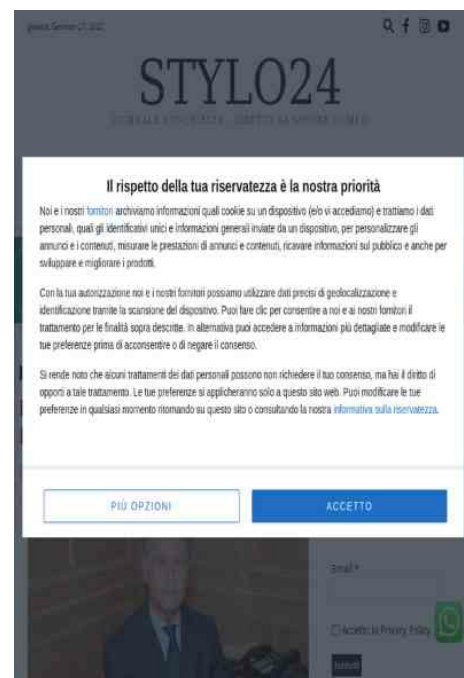 STYLO24
Il rispetto della tua riservatezza è la nostra priorità
Noi e i nostri fornitori archiviamo informazioni quali cookie su un dispositivo (e/o vi accediamo) e trattiamo i dati
personali, quali gli identificativi unici e informazioni generali inviate da un dispositivo, per personalizzare gli
annunci e i contenuti, misurare le prestazioni di annunci e contenuti, ricavare informazioni sul pubblico e anche per
sviluppare e migliorare i prodotti.
Con la tua autorizzazione noi e i nostri fornitori possiamo utilizzare dati precisi di geolocalizzazione e
identificazione tramite la scansione del dispositivo. Puoi fare clic per consentire a noi e ai nostri fornitori il
trattamento per le finalità sopra descritte. In alternativa puoi accedere a informazioni più dettagliate e modificare le
tue preferenze prima di acconsentire o di negare il consenso.
Si rende noto che alcuni trattamenti dei dati personali possono non richiedere il tuo consenso, ma hai il diritto di
opporti a tale trattamento. Le tue preferenze si applicheranno solo a questo sito web. Puoi modificare le tue
preferenze in qualsiasi momento ritornando su questo sito o consultando la nostra informativa sulla riservatezza.
PIÙ OPZIONI
ACCETTO
Email *
Accetto la Privacy Policy
Iscriviti